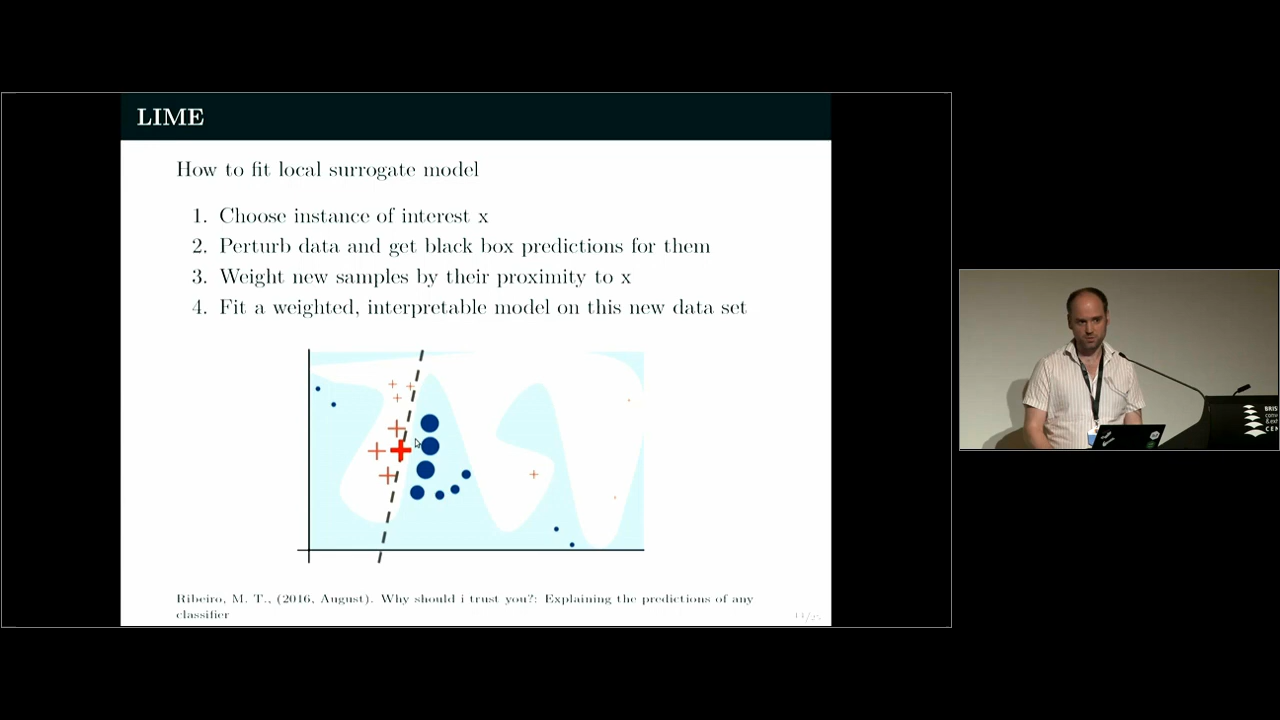 LIME
How to fit local surrogate model
1. Choose instance of interest x
2. Perturb data and get black box predictions for them
3. Weight new samples by their proximity to x
4. Fit a weighted, interpretable model on this new data set
Ribeiro, M. T., (2016, August). Why should i trust you?: Explaining the predictions of any
classifier
BRIS